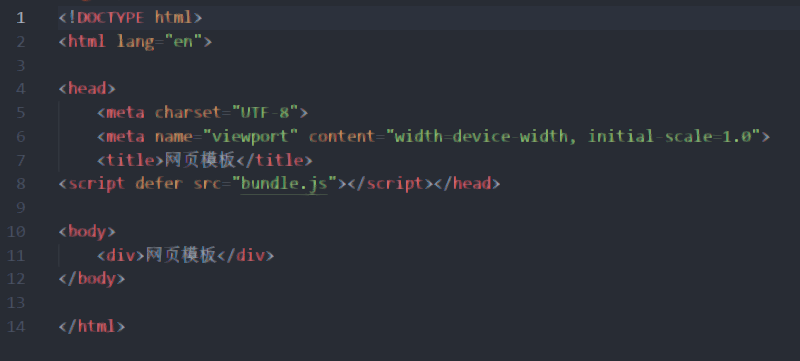 1 <!DOCTYPE html>
2 <html lang="en">
3
4 <head>
5 <meta charset="UTF-8">
6 <meta name="viewport" content="width=device-width, initial-scale=1.0">
7 <title>网页模板</title>
8 <script defer src="bundle.js"></script></head>
9
10 <body>
11 <div>网页模板</div>
12 </body>
13
14 </html>